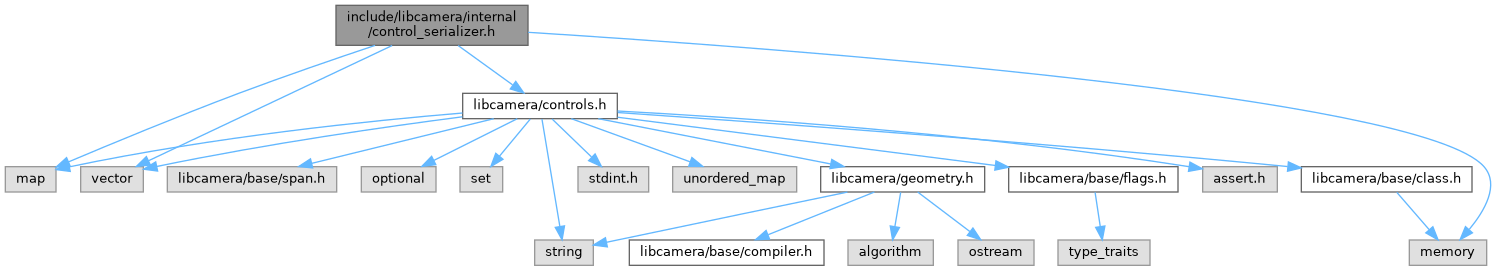 include/libcamera/internal
/control_serializer.h
libcamera/controls.h
map
vector
libcamera/base/span.h
optional
set
stdint.h
unordered_map
libcamera/geometry.h
libcamera/base/flags.h
assert.h
libcamera/base/class.h
string
libcamera/base/compiler.h
algorithm
ostream
type_traits
memory